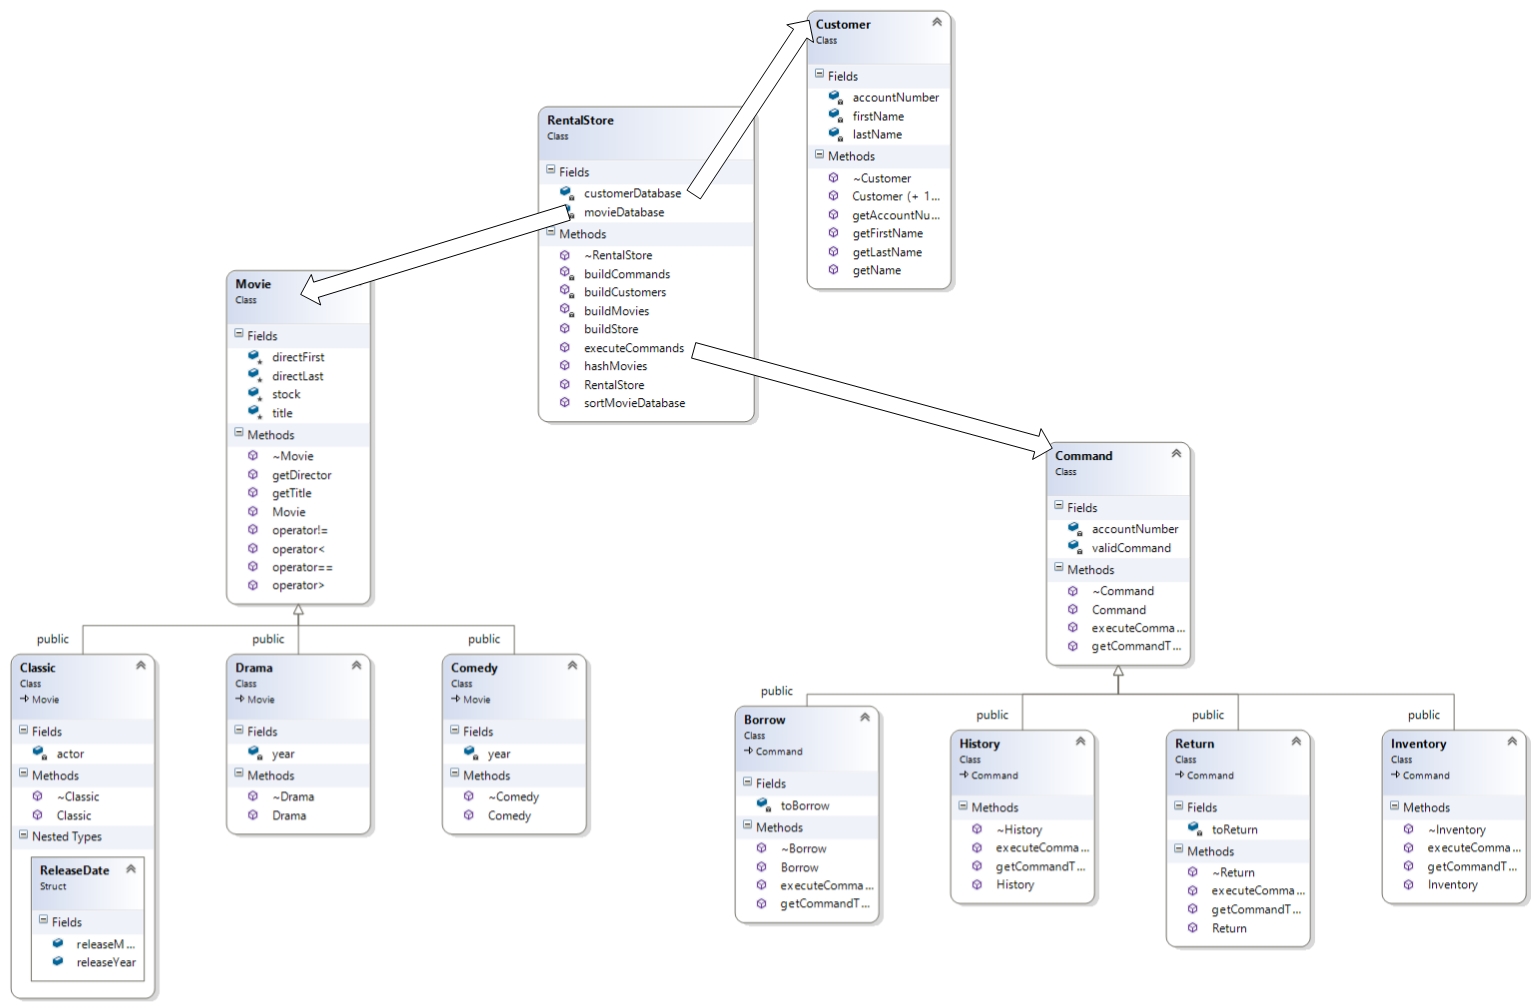 Customer
Class
Fields
accountNumber
firstName
lastName
Methods
~Customer
Customer (+ 1...
getAccountNu...
getFirstName
getLastName
getName
RentalStore
Class
Fields
customerDatabase
movieDatabase
Methods
~RentalStore
buildCommands
buildCustomers
buildMovies
buildStore
executeCommands
hashMovies
RentalStore
sortMovieDatabase
Movie
Class
Fields
directFirst
directLast
stock
title
Methods
~Movie
getDirector
getTitle
Movie
operator!=
operator<
operator==
operator>
Command
Class
Fields
accountNumber
validCommand
Methods
~Command
Command
executeComma...
getCommandT...
public
public
public
Classic
Class
Movie
Fields
actor
Methods
~Classic
Classic
Nested Types
ReleaseDate
Struct
Fields
releaseM...
releaseYear
Drama
Class
Movie
Fields
year
Methods
~Drama
Drama
Comedy
Class
Movie
Fields
year
Methods
~Comedy
Comedy
public
public
public
public
Borrow
Class
Command
Fields
toBorrow
Methods
~Borrow
Borrow
executeComma...
getCommandT...
History
Class
Command
Methods
~History
executeComma...
getCommandT...
History
Return
Class
Command
Fields
toReturn
Methods
~Return
executeComma...
getCommandT...
Return
Inventory
Class
Command
Methods
~Inventory
executeComma...
getCommandT...
Inventory